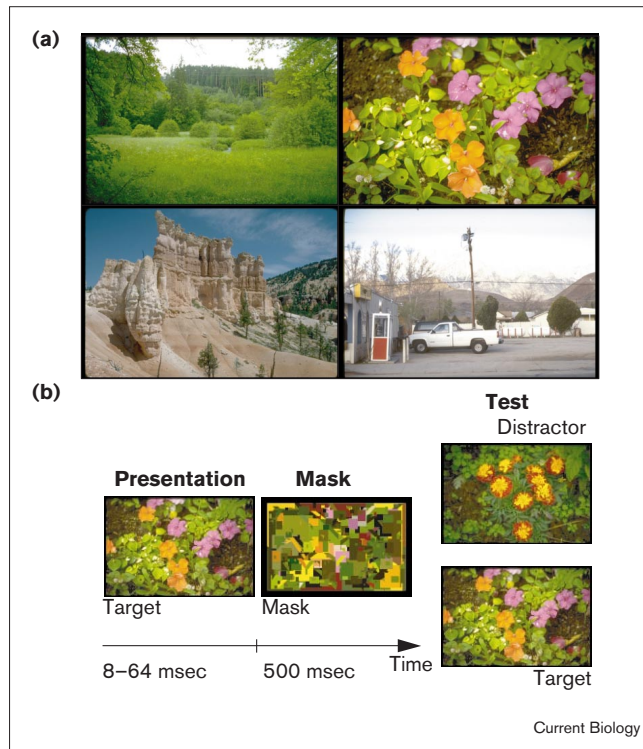 (a)
(b)
Test
Distractor
Presentation
Mask
Target
Mask
Time
8–64 msec
500 msec
Target
Current Biology